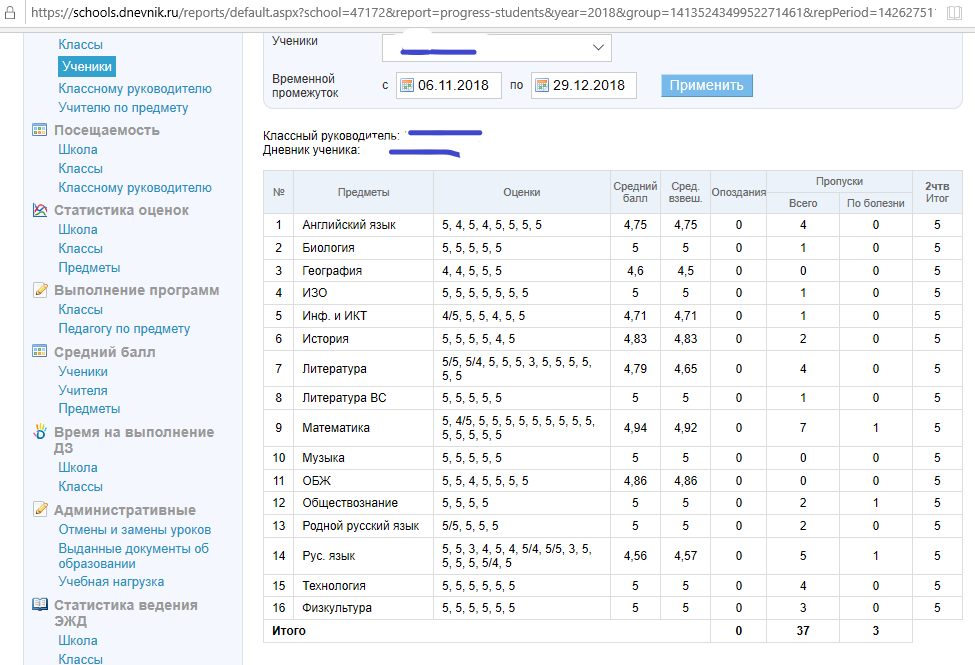 https://schools.dnevnik.ru/reports/default.aspx?school=47172&report=progress-students&year=2018&group=1413524349952271461&repPeriod=14262751
Классы
Ученики
Классному руководителю
Учителю по предмету
Посещаемость
Школа
Классы
Классному руководителю
Статистика оценок
Школа
Классы
Предметы
Выполнение программ
Классы
Педагогу по предмету
Средний балл
Ученики
Учителя
Предметы
Время на выполнение
ДЗ
Школа
Классы
Административные
Отмены и замены уроков
Выданные документы об
образовании
Учебная нагрузка
Статистика ведения
ЭЖД
Школа
Классы
Ученики
Временной
промежуток
с 06.11.2018 по 29.12.2018 Применить
Классный руководитель:
Дневник ученика:
№ Предметы Оценки Средний балл Сред. взвеш. Опоздания Пропуски Всего По болезни 2чтв Итог
1 Английский язык 5, 4, 5, 4, 5, 5, 5, 5 4,75 4,75 0 4 0 5
2 Биология 5, 5, 5, 5, 5 5 5 0 1 0 5
3 География 4, 4, 5, 5, 5 4,6 4,5 0 0 0 5
4 ИЗО 5, 5, 5, 5, 5, 5, 5 5 5 0 1 0 5
5 Инф. и ИКТ 4/5, 5, 5, 4, 5, 5 4,71 4,71 0 1 0 5
6 История 5, 5, 5, 5, 4, 5 4,83 4,83 0 2 0 5
7 Литература 5/5, 5/4, 5, 5, 5, 3, 5, 5, 5, 5,
5, 5 4,79 4,65 0 4 0 5
8 Литература ВС 5, 5, 5, 5, 5 5 5 0 1 0 5
9 Математика 5, 4/5, 5, 5, 5, 5, 5, 5, 5, 5, 5,
5, 5, 5, 5, 5 4,94 4,92 0 7 1 5
10 Музыка 5, 5, 5, 5, 5 5 5 0 0 0 5
11 ОБЖ 5, 5, 4, 5, 5, 5, 5 4,86 4,86 0 0 0 5
12 Обществознание 5, 5, 5, 5 5 5 0 2 1 5
13 Родной русский язык 5/5, 5, 5, 5 5 5 0 2 0 5
14 Рус. язык 5, 5, 3, 4, 5, 4, 5/4, 5/5, 3, 5,
5, 5, 5, 5/4, 5 4,56 4,57 0 5 1 5
15 Технология 5, 5, 5, 5, 5, 5 5 5 0 4 0 5
16 Физкультура 5, 5, 5, 5, 5, 5 5 5 0 3 0 5
Итого 0 37 3